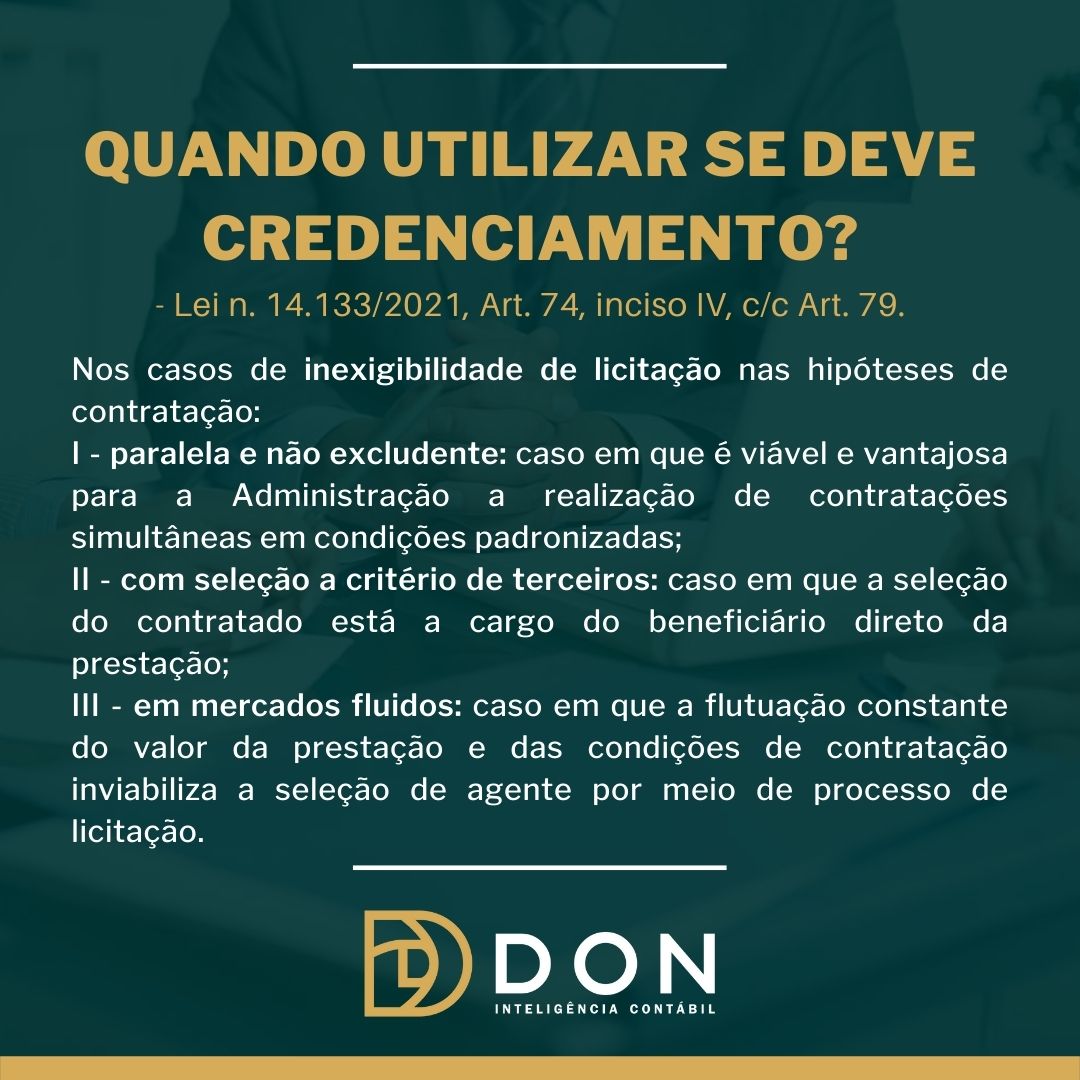 QUANDO UTILIZAR SE DEVE
CREDENCIAMENTO?
- Lei n. 14.133/2021, Art. 74, inciso IV, c/c Art. 79.
Nos casos de inexigibilidade de licitação nas hipóteses de
contratação:
I - paralela e não excludente: caso em que é viável e vantajosa
para a Administração a realização de contratações
simultâneas em condições padronizadas;
II - com seleção a critério de terceiros: caso em que a seleção
do contratado está a cargo do beneficiário direto da
prestação;
III - em mercados fluidos: caso em que a flutuação constante
do valor da prestação e das condições de contratação
inviabiliza a seleção de agente por meio de processo de
licitação.
DON
INTELIGÊNCIA CONTÁBIL